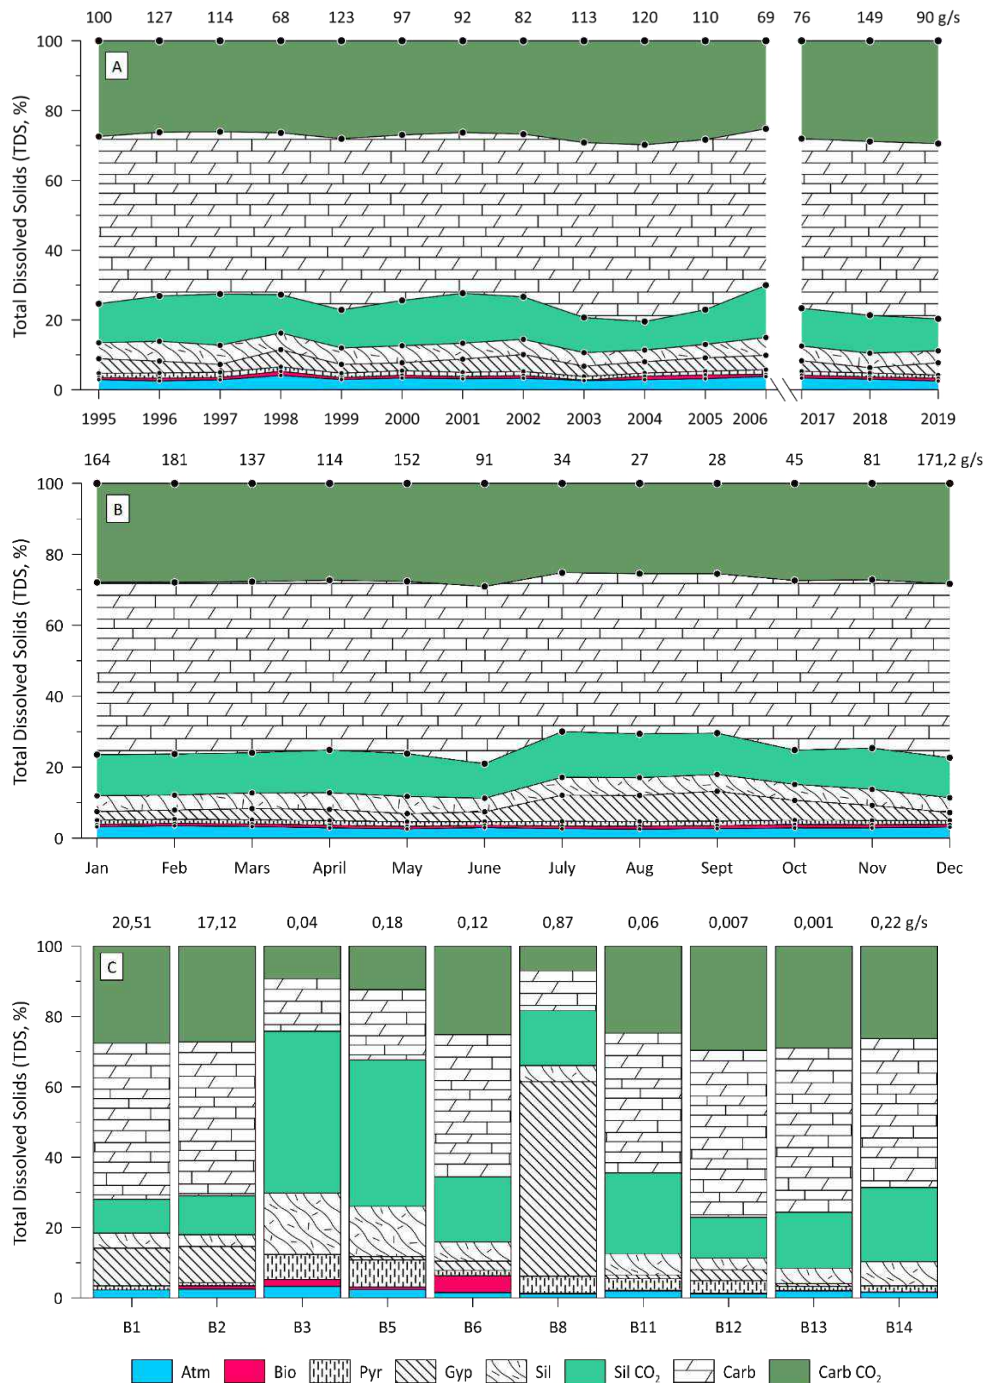 100 127 114 68 123 97 92 82 113 120 110 69 76 149 90 g/s
A
Total Dissolved Solids (TDS, %)
100
80
60
40
20
0
1995 1996 1997 1998 1999 2000 2001 2002 2003 2004 2005 2006 2017 2018 2019
164 181 137 114 152 91 34 27 28 45 81 171,2 g/s
B
Total Dissolved Solids (TDS, %)
100
80
60
40
20
0
Jan Feb Mars April May June July Aug Sept Oct Nov Dec
20,51 17,12 0,04 0,18 0,12 0,87 0,06 0,007 0,001 0,22 g/s
C
Total Dissolved Solids (TDS, %)
100
80
60
40
20
0
B1 B2 B3 B5 B6 B8 B11 B12 B13 B14
Atm Bio Pyr Gyp Sil Sil CO₂ Carb Carb CO₂